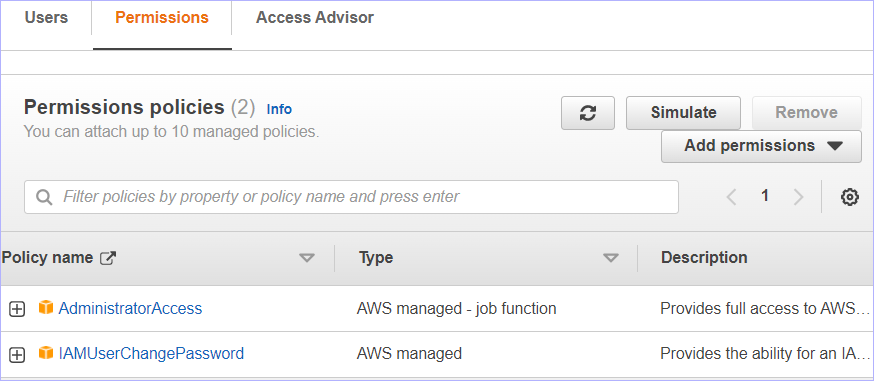 Users Permissions Access Advisor
Permissions policies (2) Info
You can attach up to 10 managed policies.
Simulate Remove
Add permissions
Filter policies by property or policy name and press enter
1
Policy name Type Description
AdministratorAccess AWS managed - job function Provides full access to AWS…
IAMUserChangePassword AWS managed Provides the ability for an IA…